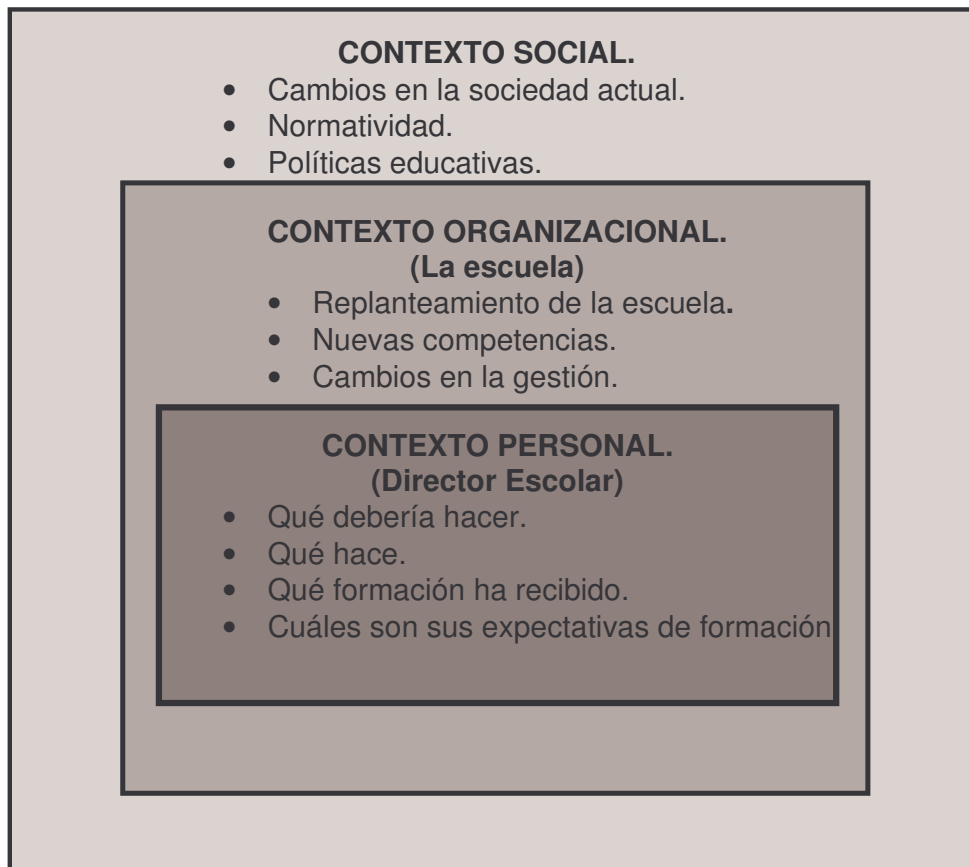 CONTEXTO SOCIAL.
• Cambios en la sociedad actual.
• Normatividad.
• Políticas educativas.
CONTEXTO ORGANIZACIONAL.
(La escuela)
• Replanteamiento de la escuela.
• Nuevas competencias.
• Cambios en la gestión.
CONTEXTO PERSONAL.
(Director Escolar)
• Qué debería hacer.
• Qué hace.
• Qué formación ha recibido.
• Cuáles son sus expectativas de formación